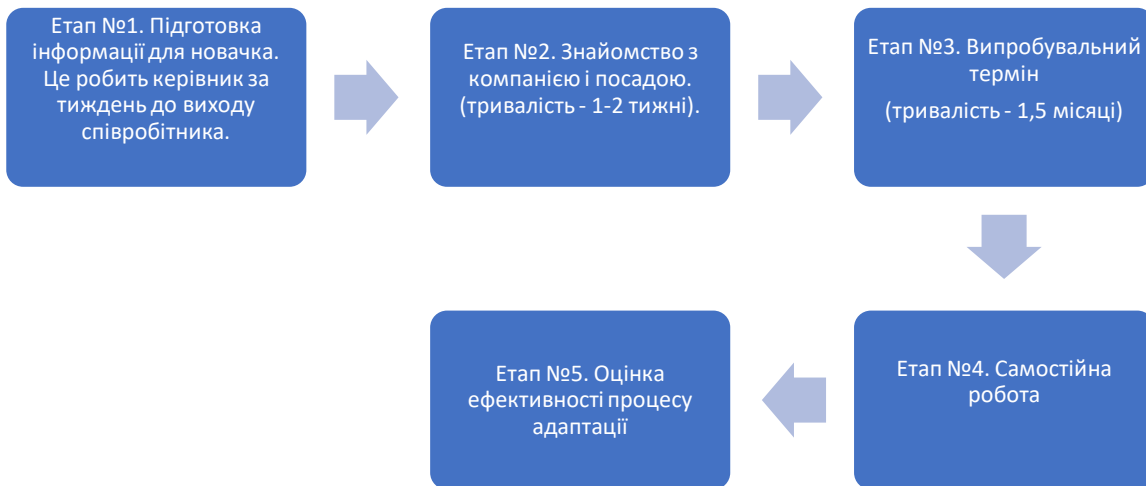 Етап №1. Підготовка
інформації для новачка.
Це робить керівник за
тиждень до виходу
співробітника.
Етап №2. Знайомство з
компанією і посадою.
(тривалість - 1-2 тижні).
Етап №3. Випробувальний
термін
(тривалість - 1,5 місяці)
Етап №4. Самостійна
робота
Етап №5. Оцінка
ефективності процесу
адаптації